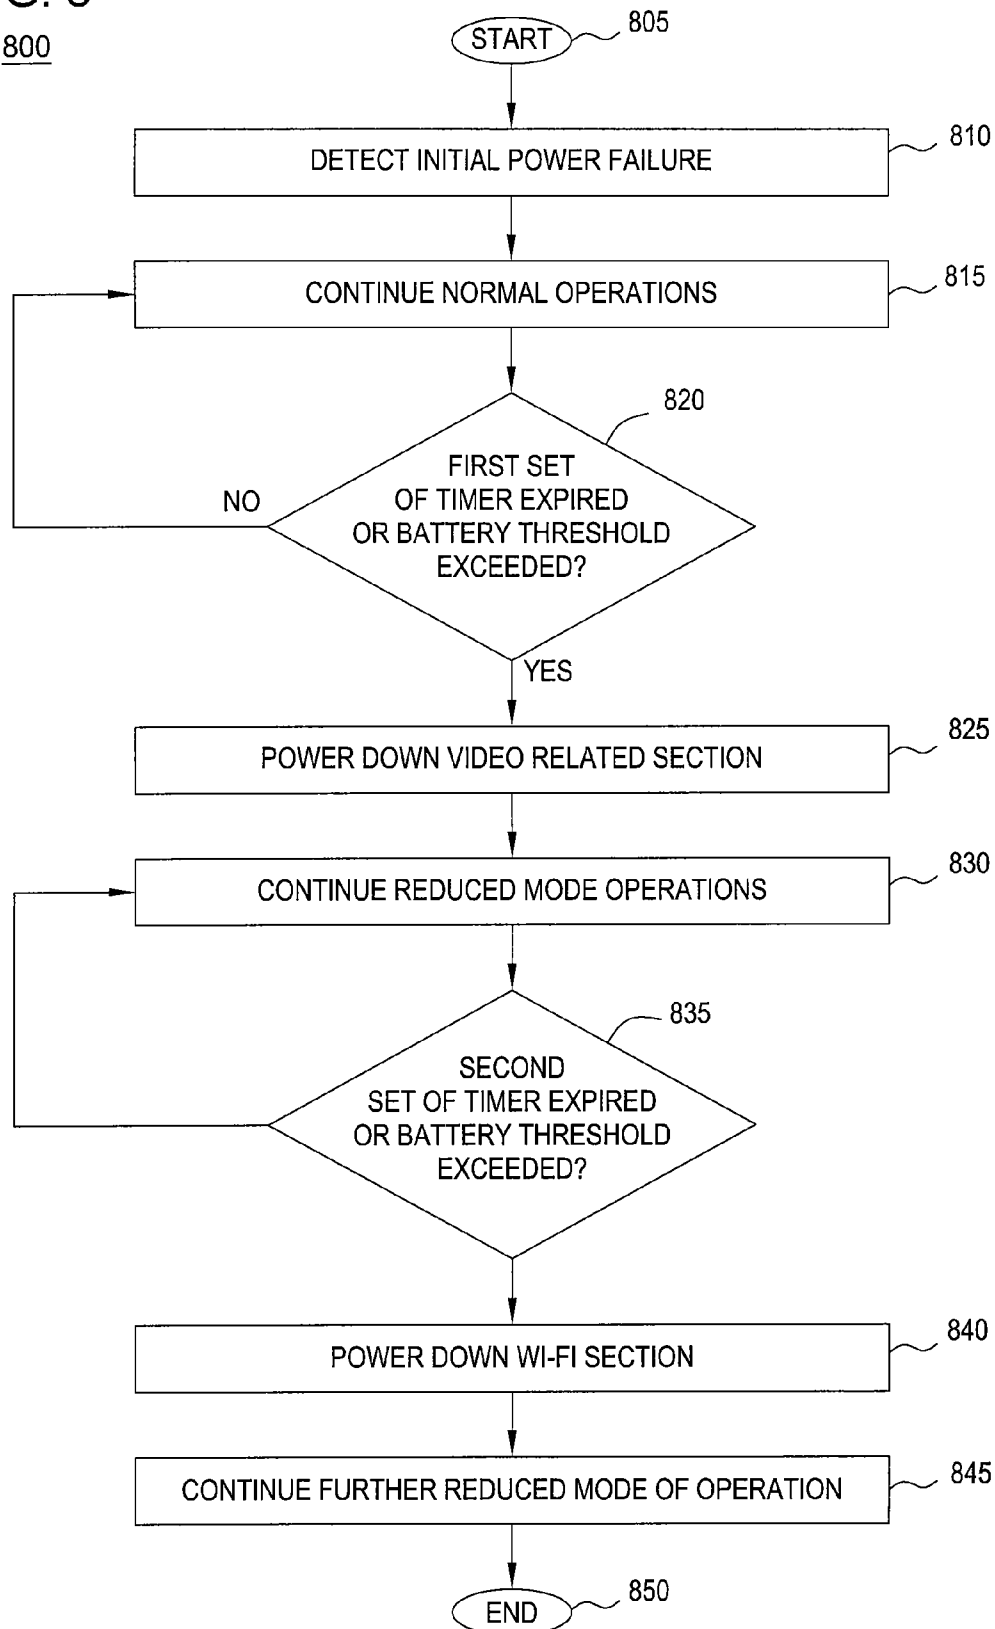 800
START
805
DETECT INITIAL POWER FAILURE
810
CONTINUE NORMAL OPERATIONS
815
820
FIRST SET
OF TIMER EXPIRED
OR BATTERY THRESHOLD
EXCEEDED?
NO
YES
POWER DOWN VIDEO RELATED SECTION
825
CONTINUE REDUCED MODE OPERATIONS
830
835
SECOND
SET OF TIMER EXPIRED
OR BATTERY THRESHOLD
EXCEEDED?
POWER DOWN WI-FI SECTION
840
CONTINUE FURTHER REDUCED MODE OF OPERATION
845
END
850